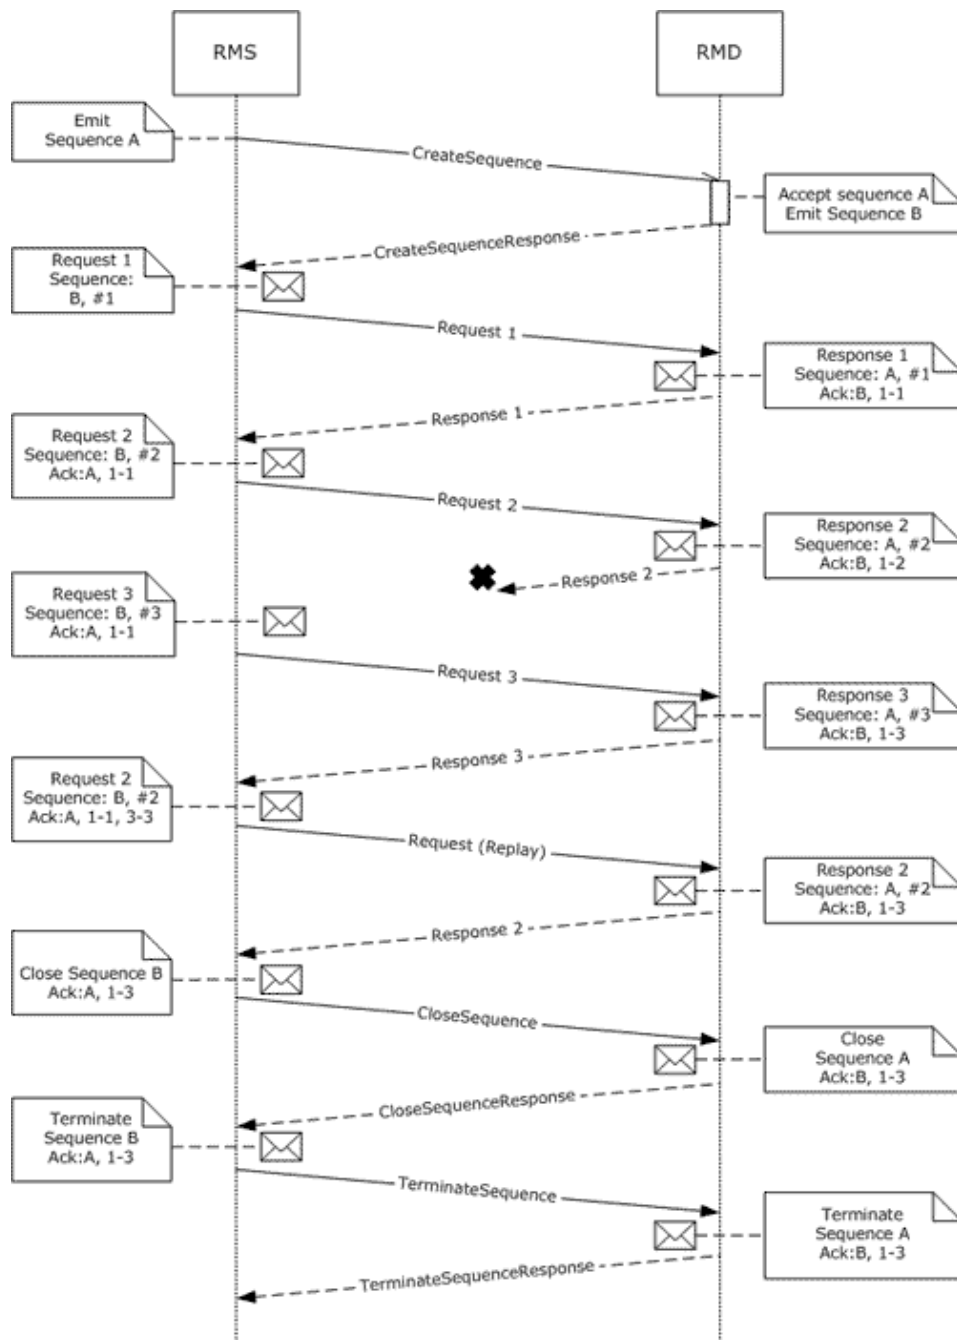 RMS
RMD
Emit
Sequence A
CreateSequence
Accept sequence A
Emit Sequence B
CreateSequenceResponse
Request 1
Sequence:
B, #1
Request 1
Response 1
Sequence: A, #1
Ack:B, 1-1
Response 1
Request 2
Sequence: B, #2
Ack:A, 1-1
Request 2
Response 2
Sequence: A, #2
Ack:B, 1-2
Response 2
Request 3
Sequence: B, #3
Ack:A, 1-1
Request 3
Response 3
Sequence: A, #3
Ack:B, 1-3
Response 3
Request 2
Sequence: B, #2
Ack:A, 1-1, 3-3
Request (Replay)
Response 2
Sequence: A, #2
Ack:B, 1-3
Response 2
Close Sequence B
Ack:A, 1-3
CloseSequence
Close
Sequence A
Ack:B, 1-3
CloseSequenceResponse
Terminate
Sequence B
Ack:A, 1-3
TerminateSequence
Terminate
Sequence A
Ack:B, 1-3
TerminateSequenceResponse